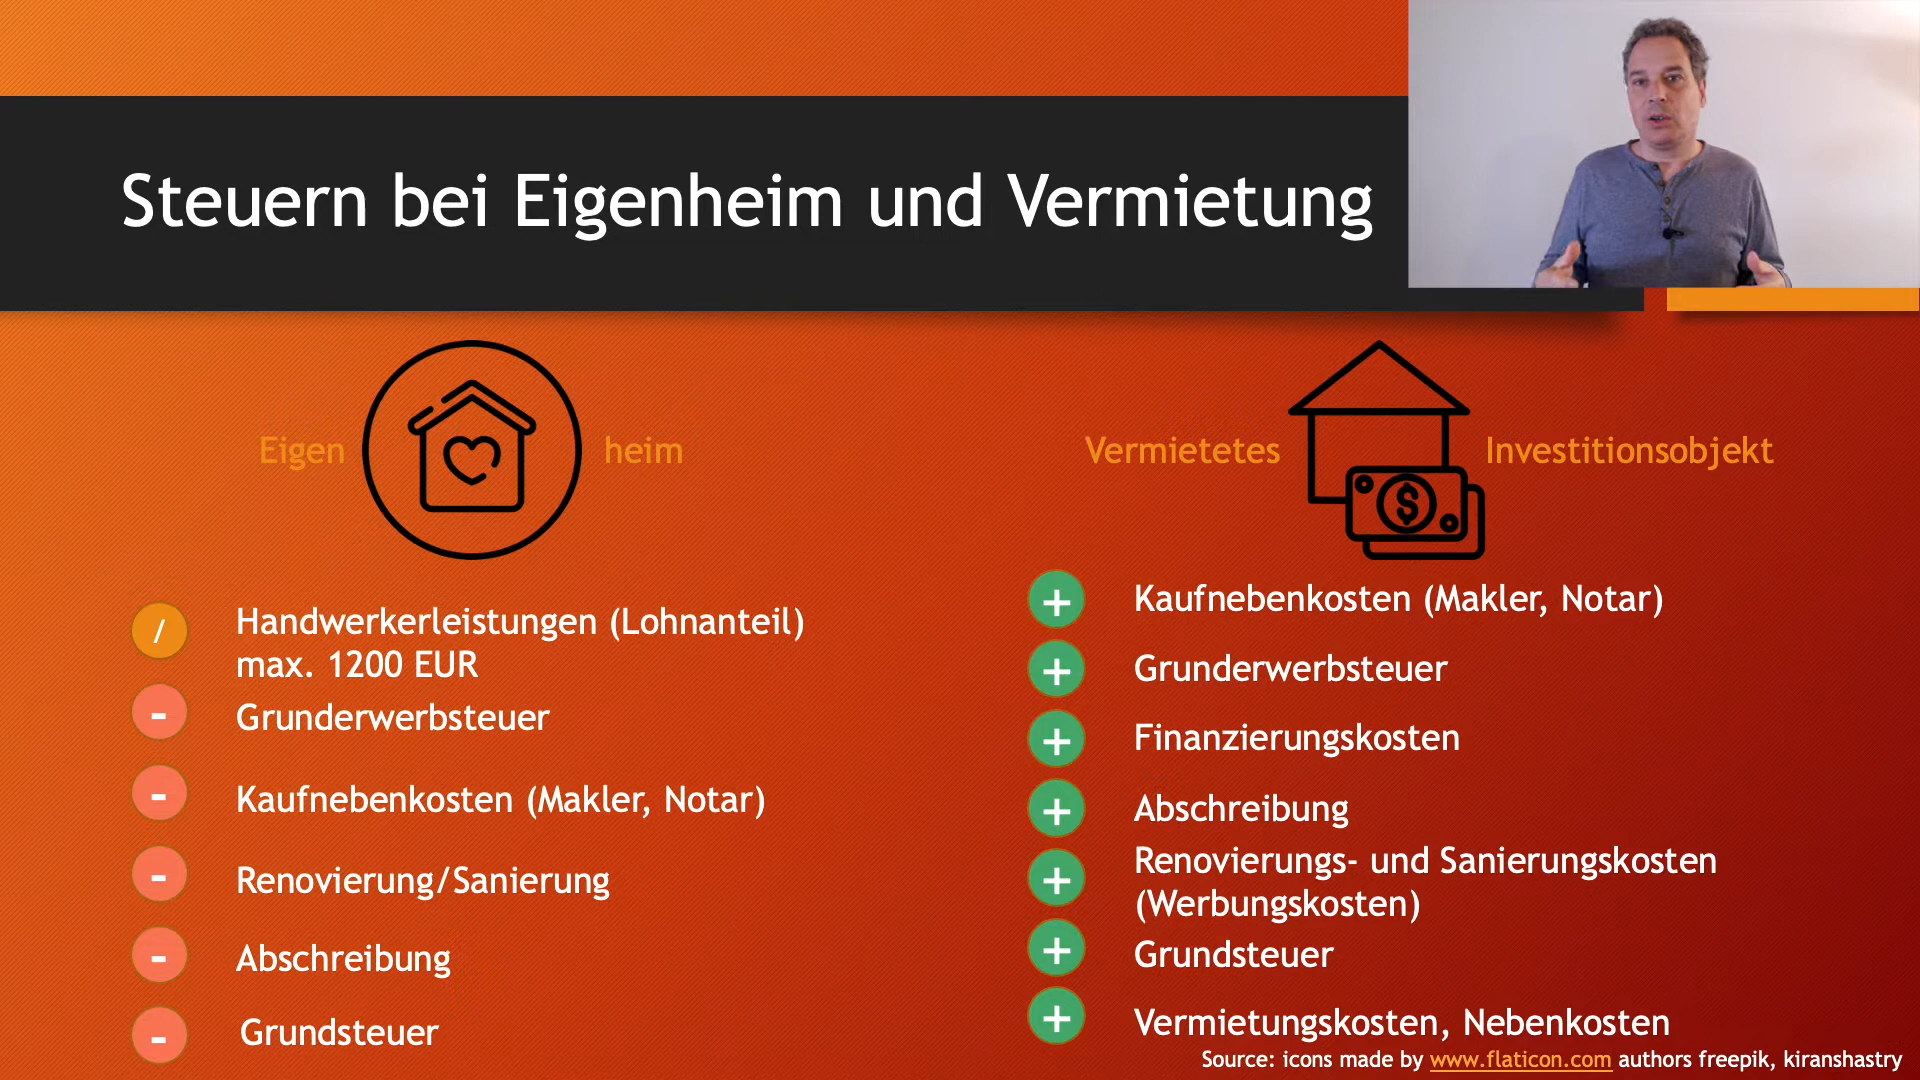 Steuern bei Eigenheim und Vermietung
Eigen heim
/ Handwerkerleistungen (Lohnanteil)
max. 1200 EUR
- Grunderwerbsteuer
- Kaufnebenkosten (Makler, Notar)
- Renovierung/Sanierung
- Abschreibung
- Grundsteuer
Vermietetes Investitionsobjekt
$
+ Kaufnebenkosten (Makler, Notar)
+ Grunderwerbsteuer
+ Finanzierungskosten
+ Abschreibung
+ Renovierungs- und Sanierungskosten
(Werbungskosten)
+ Grundsteuer
+ Vermietungskosten, Nebenkosten
Source: icons made by www.flaticon.com authors freepik, kiranshastry